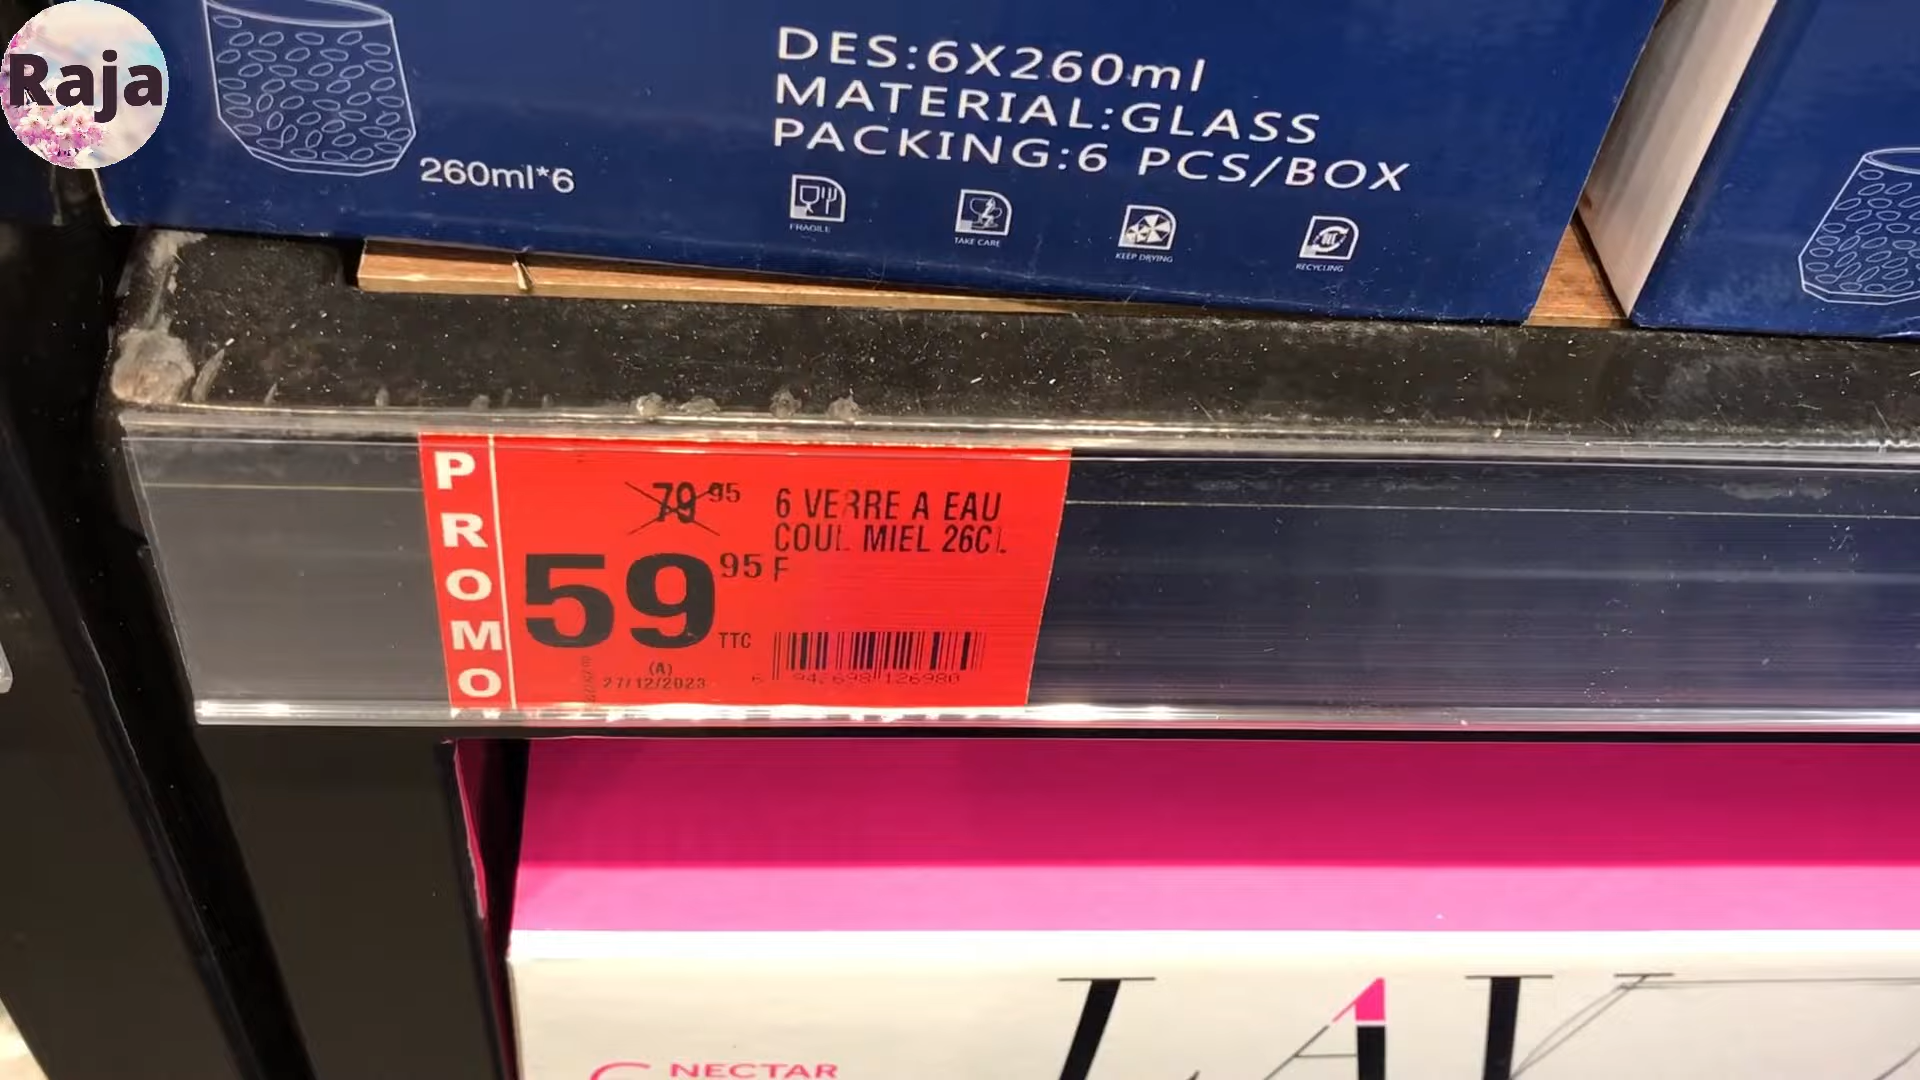 Raja
DES:6X260ml
MATERIAL:GLASS
PACKING:6 PCS/BOX
260ml*6
FRAGILE
TAKE CARE
KEEP DRYING
RECYCLING
PROMO
79 95
6 VERRE A EAU
COUL MIEL 26CL
59 95 F
TTC
(A)
27/12/2023
LAV
NECTAR